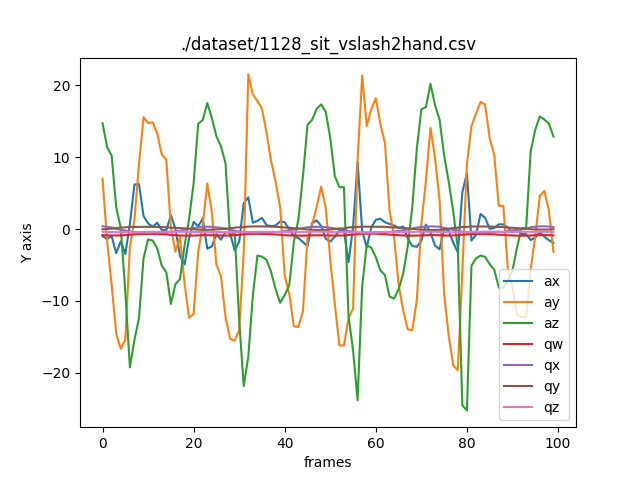 ./dataset/1128_sit_vslash2hand.csv
20
10
0
−10
−20
Y axis
0
20
40
60
80
100
frames
ax
ay
az
qw
qx
qy
qz